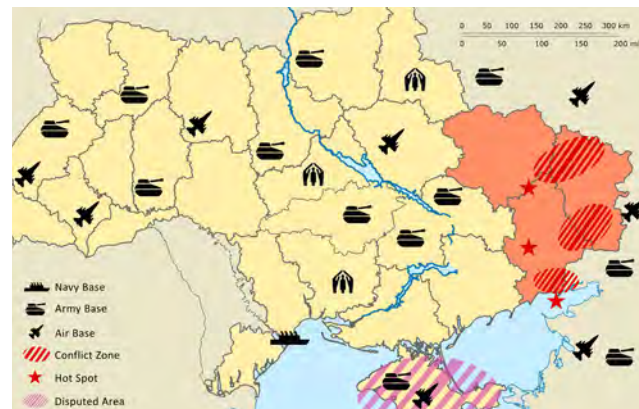 0 50 100 150 200 250 300 km
0 50 100 150 200 mi
Navy Base
Army Base
Air Base
Conflict Zone
Hot Spot
Disputed Area